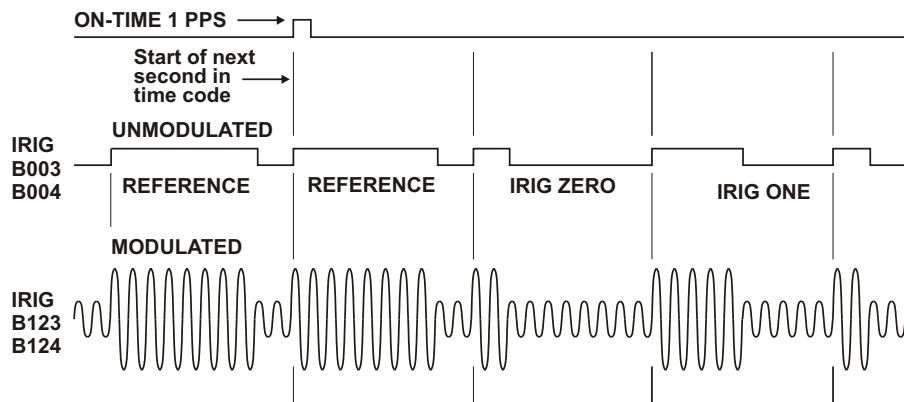 ON-TIME 1 PPS
Start of next
second in
time code
UNMODULATED
IRIG
B003
B004
REFERENCE
REFERENCE
IRIG ZERO
IRIG ONE
MODULATED
IRIG
B123
B124